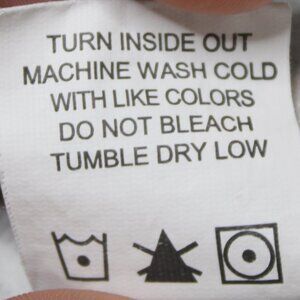 TURN INSIDE OUT
MACHINE WASH COLD
WITH LIKE COLORS
DO NOT BLEACH
TUMBLE DRY LOW